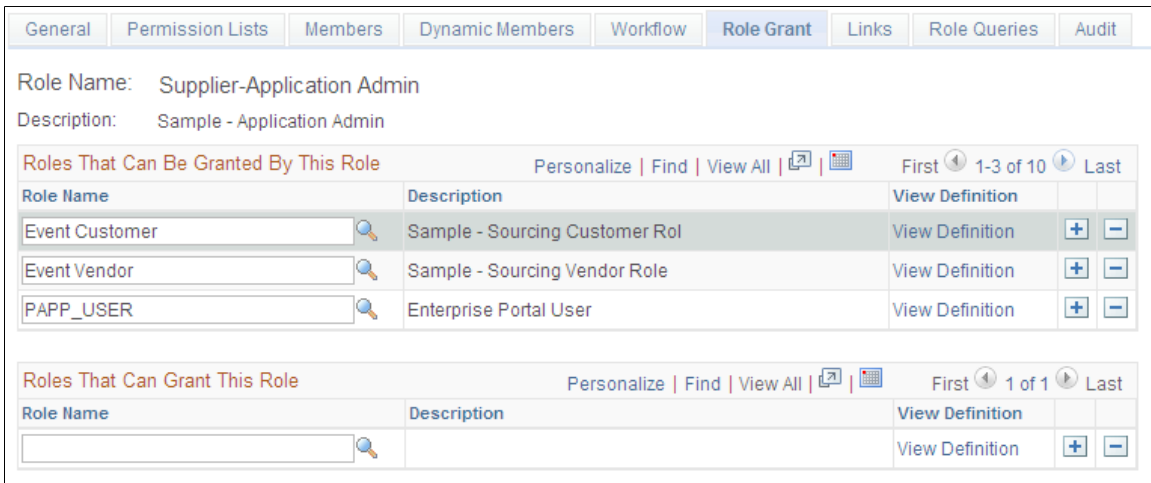 General Permission Lists Members Dynamic Members Workflow Role Grant Links Role Queries Audit
Role Name: Supplier-Application Admin
Description: Sample - Application Admin
Roles That Can Be Granted By This Role Personalize | Find | View All | | First 1-3 of 10 Last
Role Name Description View Definition
Event Customer Sample - Sourcing Customer Rol View Definition
Event Vendor Sample - Sourcing Vendor Role View Definition
PAPP_USER Enterprise Portal User View Definition
Roles That Can Grant This Role Personalize | Find | View All | | First 1 of 1 Last
Role Name Description View Definition
View Definition